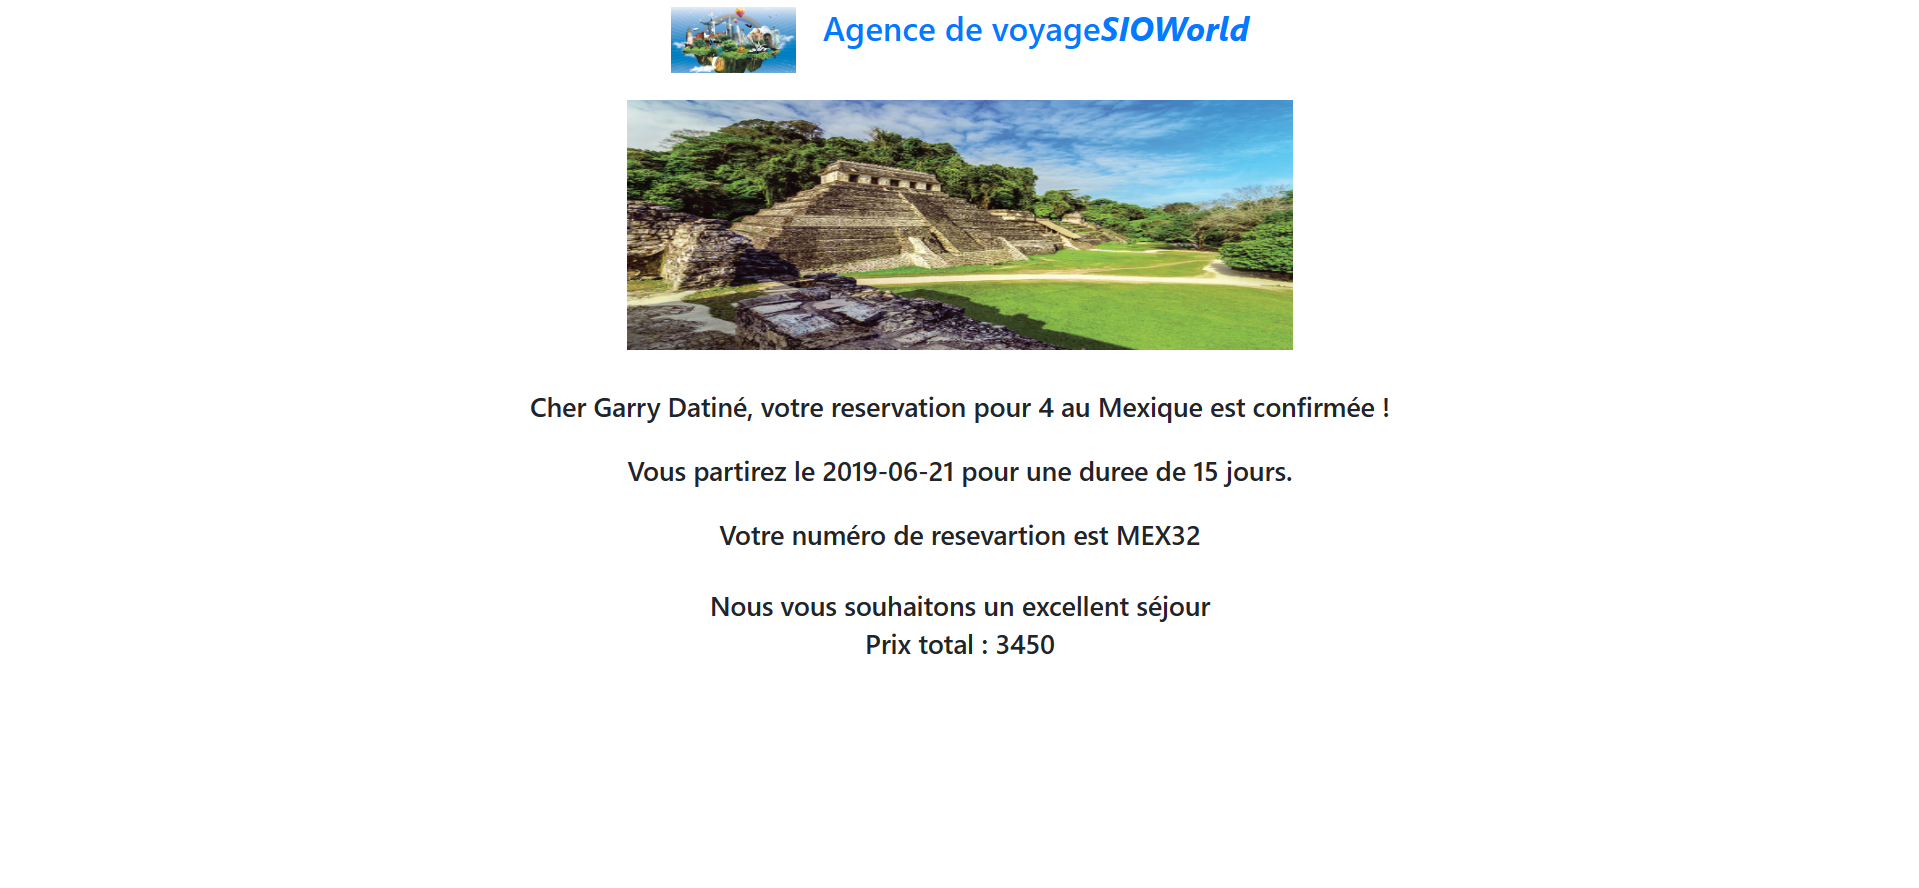 Agence de voyageSIOWorld
Cher Garry Datiné, votre reservation pour 4 au Mexique est confirmée !
Vous partirez le 2019-06-21 pour une duree de 15 jours.
Votre numéro de resevartion est MEX32
Nous vous souhaitons un excellent séjour
Prix total : 3450